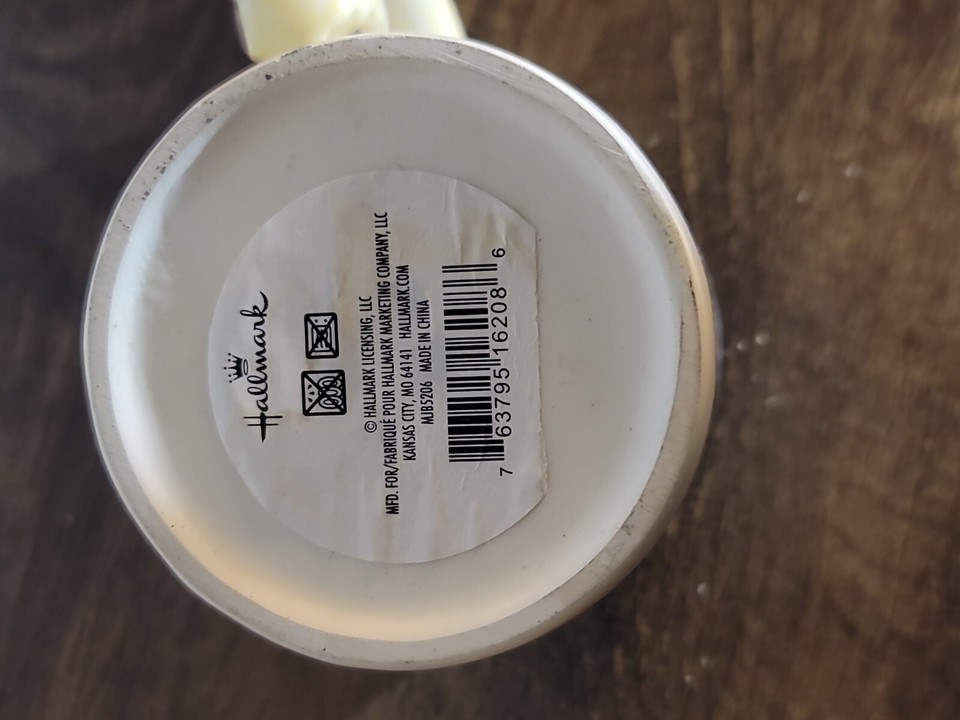 Hallmark
© HALLMARK LICENSING, LLC
MFD. FOR/FABRIQUÉ POUR HALLMARK MARKETING COMPANY, LLC
KANSAS CITY, MO 64141 HALLMARK.COM
MJB5206 MADE IN CHINA
7 63795 16208 6